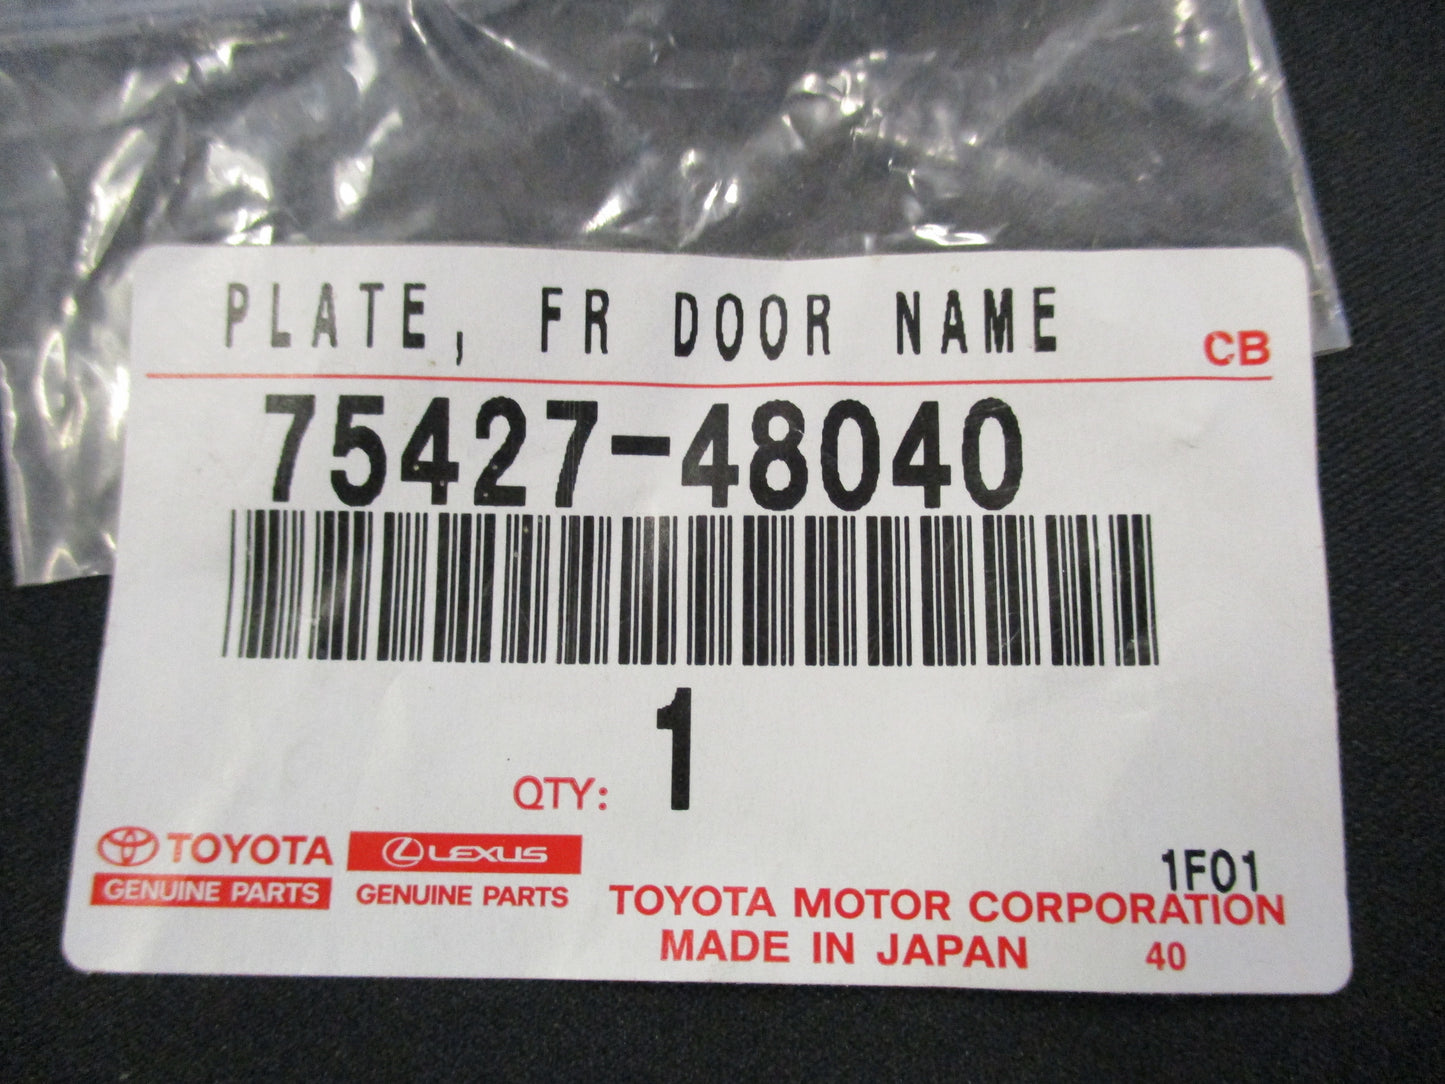 PLATE, FR DOOR NAME
CB
75427-48040
1
QTY:
TOYOTA
GENUINE PARTS
LEXUS
GENUINE PARTS
1F01
TOYOTA MOTOR CORPORATION
MADE IN JAPAN
40